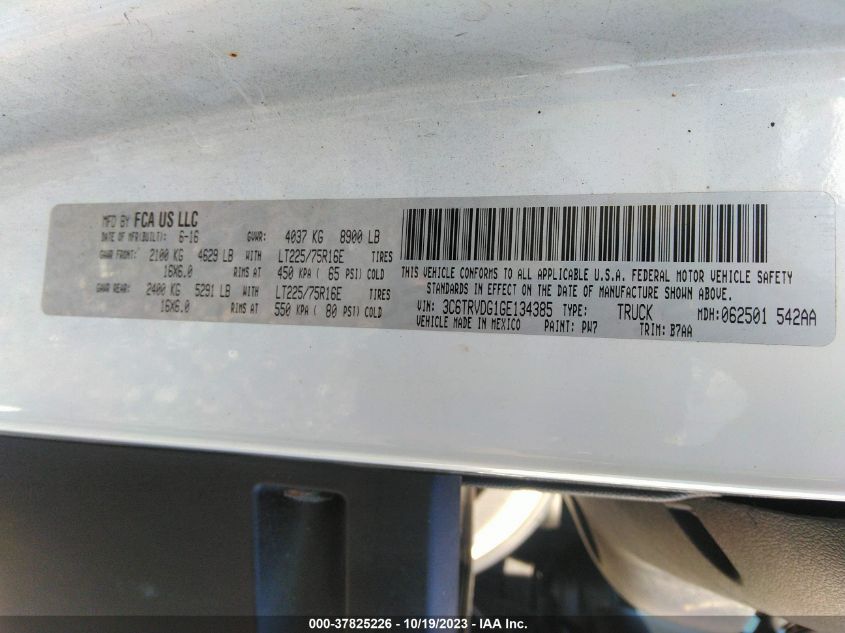 MFD BY FCA US LLC
DATE OF MFR(BUILT): 6-16 GVWR: 4037 KG 8900 LB
GAWR FRONT: 2100 KG 4629 LB WITH LT225/75R16E TIRES
16X6.0 RIMS AT 450 KPA ( 65 PSI) COLD
GAWR REAR: 2400 KG 5291 LB WITH LT225/75R16E TIRES
16X6.0 RIMS AT 550 KPA ( 80 PSI) COLD
THIS VEHICLE CONFORMS TO ALL APPLICABLE U.S.A. FEDERAL MOTOR VEHICLE SAFETY
STANDARDS IN EFFECT ON THE DATE OF MANUFACTURE SHOWN ABOVE.
VIN: 3C6TRVDG1GE134385 TYPE: TRUCK MDH:062501 542AA
VEHICLE MADE IN MEXICO PAINT: PW7 TRIM: B7AA
000-37825226 - 10/19/2023 - IAA Inc.